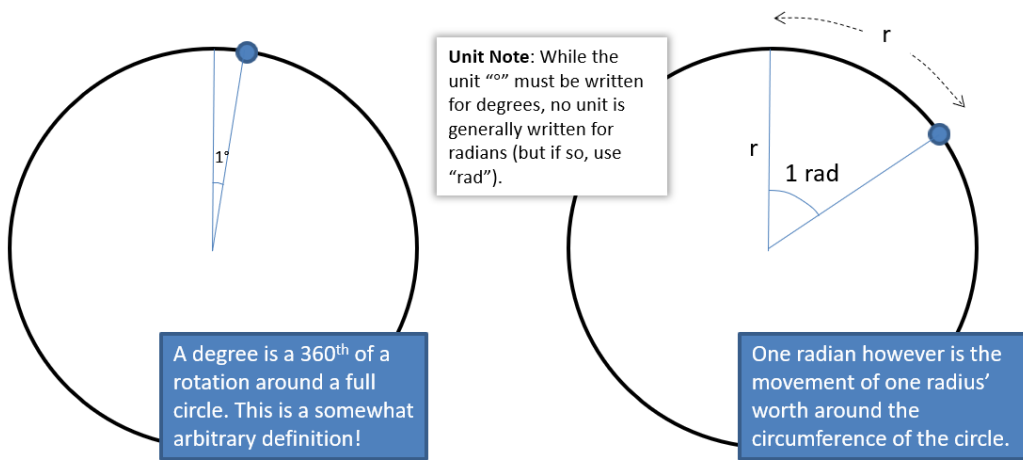 1°
A degree is a 360th of a
rotation around a full
circle. This is a somewhat
arbitrary definition!
Unit Note: While the
unit “°” must be written
for degrees, no unit is
generally written for
radians (but if so, use
“rad”).
r
r
1 rad
One radian however is the
movement of one radius’
worth around the
circumference of the circle.